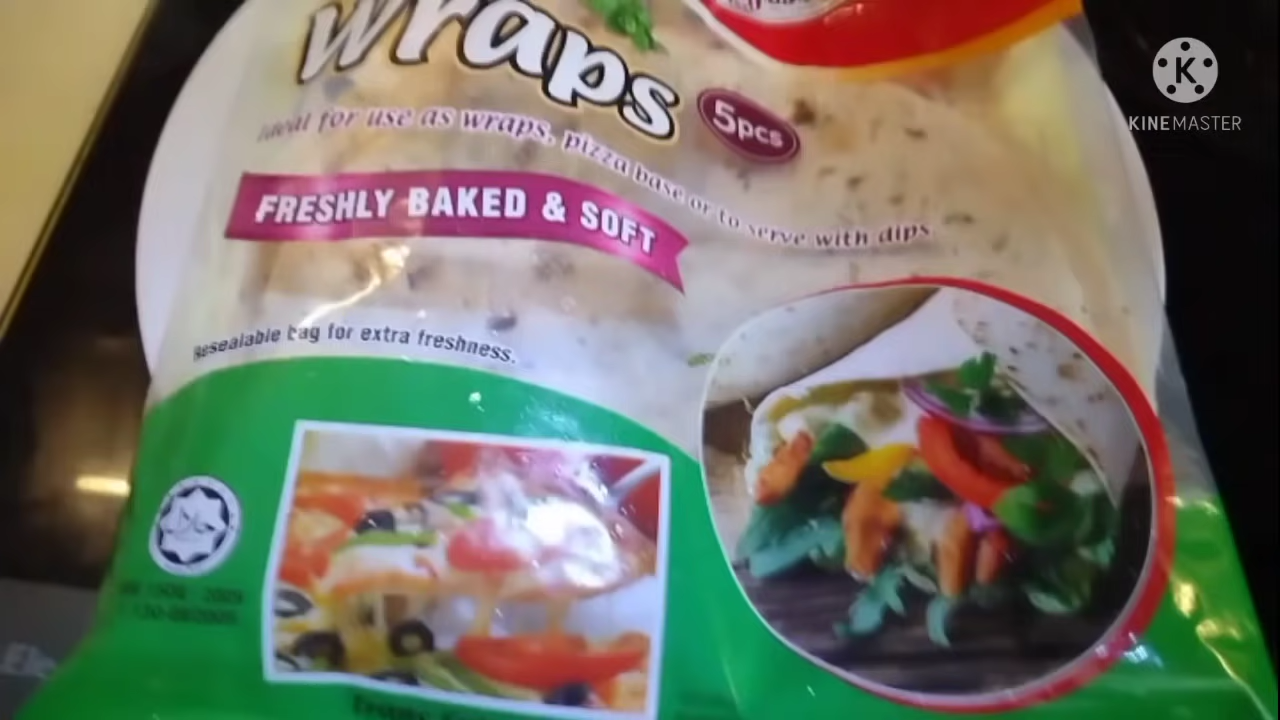 wraps
5pcs
ideal for use as wraps, pizza base or to serve with dips
FRESHLY BAKED & SOFT
Resealable bag for extra freshness.
KINEMASTER